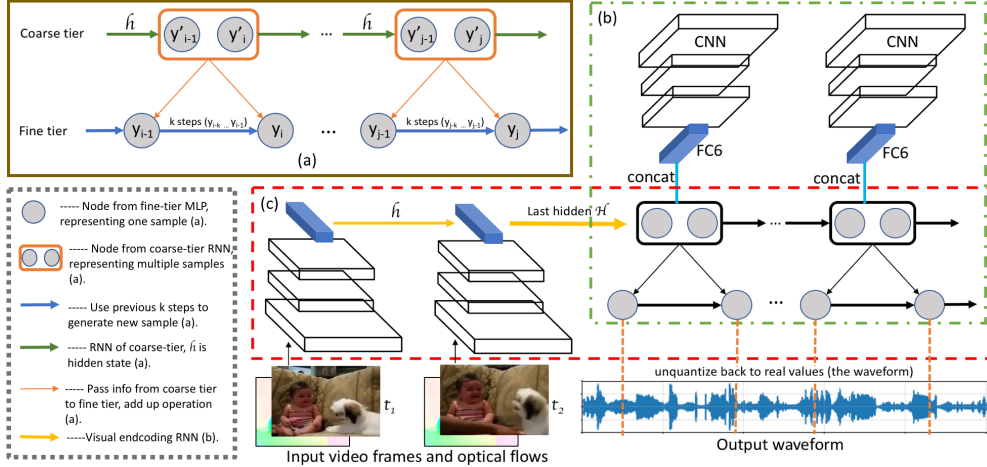 Coarse tier
ℏ
y'i-1
y'i
...
ℏ
y'j-1
y'j
Fine tier
yi-1
k steps (yi-k ... yi-1)
yi
...
yj-1
k steps (yj-k ... yj-1)
yj
(a)
(b)
CNN
CNN
FC6
FC6
concat
concat
...
...
(c)
ℏ
Last hidden ℋ
----- Node from fine-tier MLP,
representing one sample (a).
----- Node from coarse-tier RNN,
representing multiple samples
(a).
----- Use previous k steps to
generate new sample (a).
----- RNN of coarse-tier, ℏ is
hidden state (a).
----- Pass info from coarse tier
to fine tier, add up operation
(a).
-----Visual endcoding RNN (b).
t1
t2
Input video frames and optical flows
unquantize back to real values (the waveform)
Output waveform